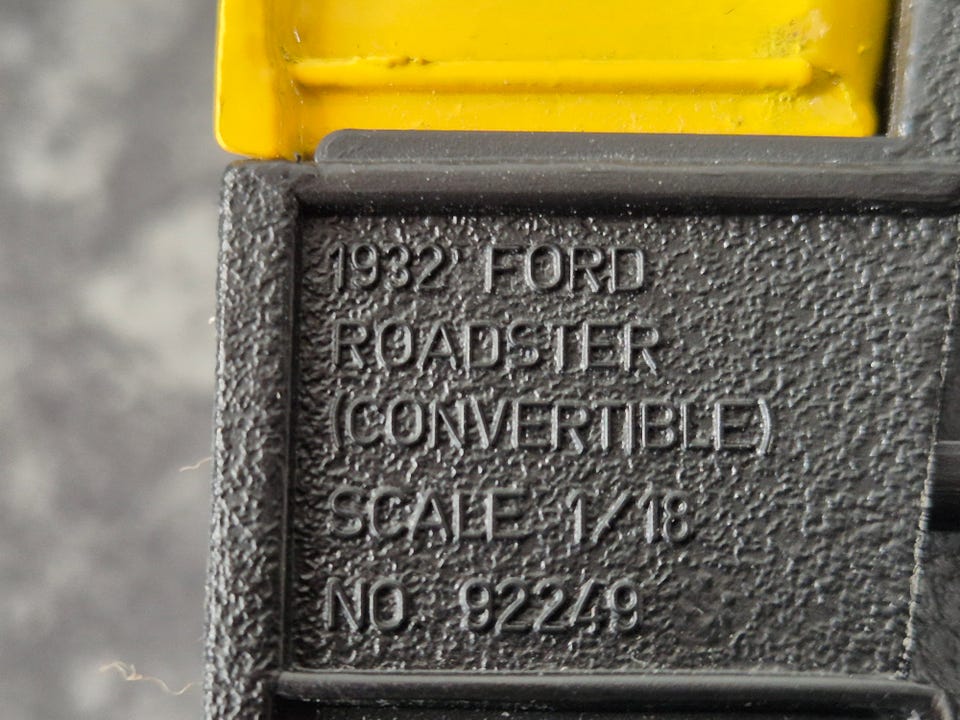 1932' FORD
ROADSTER
(CONVERTIBLE)
SCALE 1/18
NO 92249